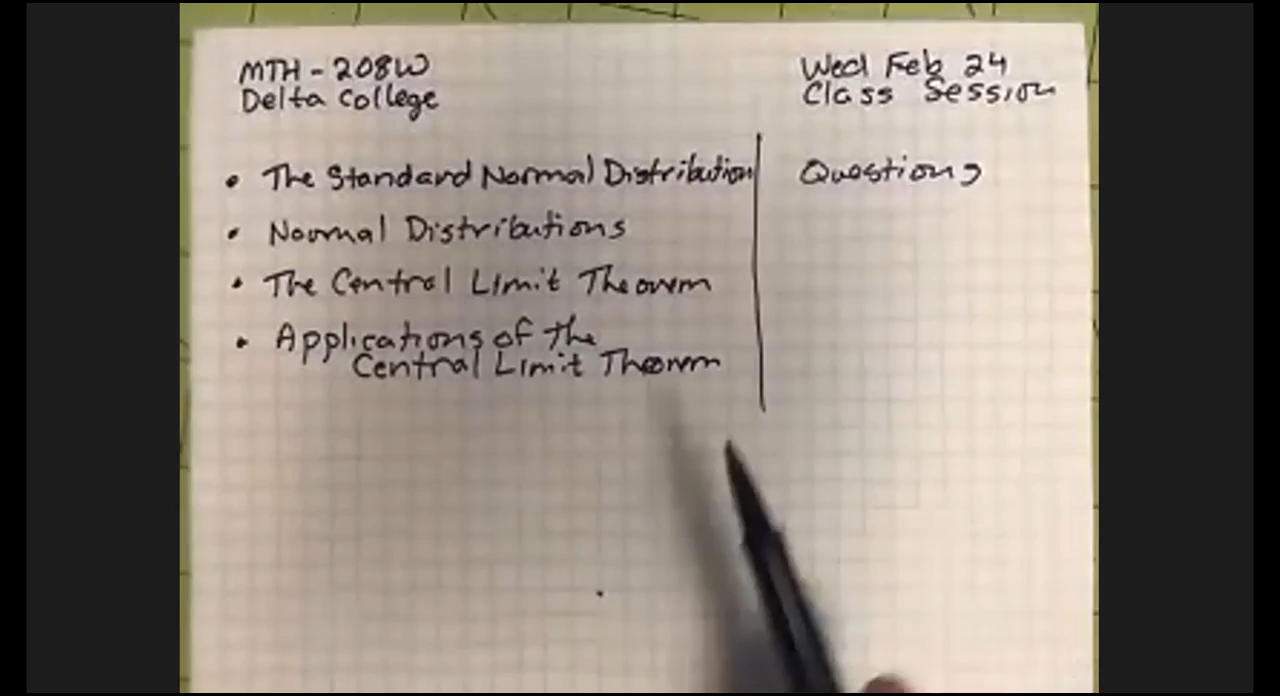 MTH - 208W
Delta College
Wed Feb 24
Class Session
• The Standard Normal Distribution
• Normal Distributions
• The Central Limit Theorem
• Applications of the
Central Limit Theorem
Questions